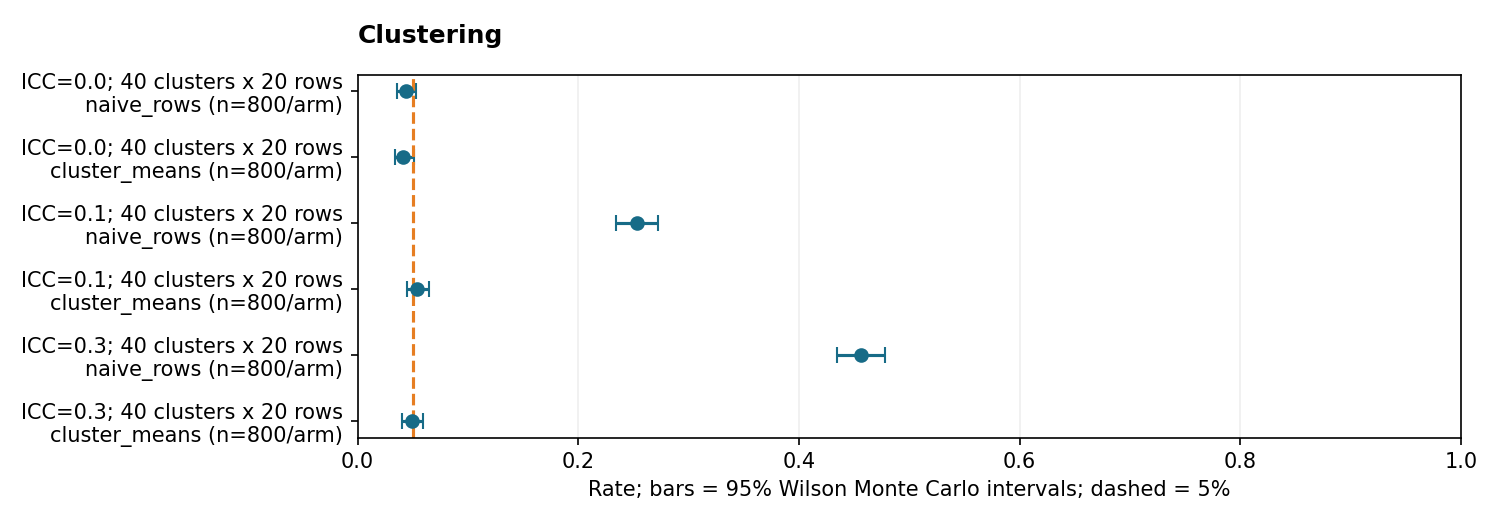 Clustering
ICC=0.0; 40 clusters x 20 rows
naive_rows (n=800/arm)
ICC=0.0; 40 clusters x 20 rows
cluster_means (n=800/arm)
ICC=0.1; 40 clusters x 20 rows
naive_rows (n=800/arm)
ICC=0.1; 40 clusters x 20 rows
cluster_means (n=800/arm)
ICC=0.3; 40 clusters x 20 rows
naive_rows (n=800/arm)
ICC=0.3; 40 clusters x 20 rows
cluster_means (n=800/arm)
0.0 0.2 0.4 0.6 0.8 1.0
Rate; bars = 95% Wilson Monte Carlo intervals; dashed = 5%